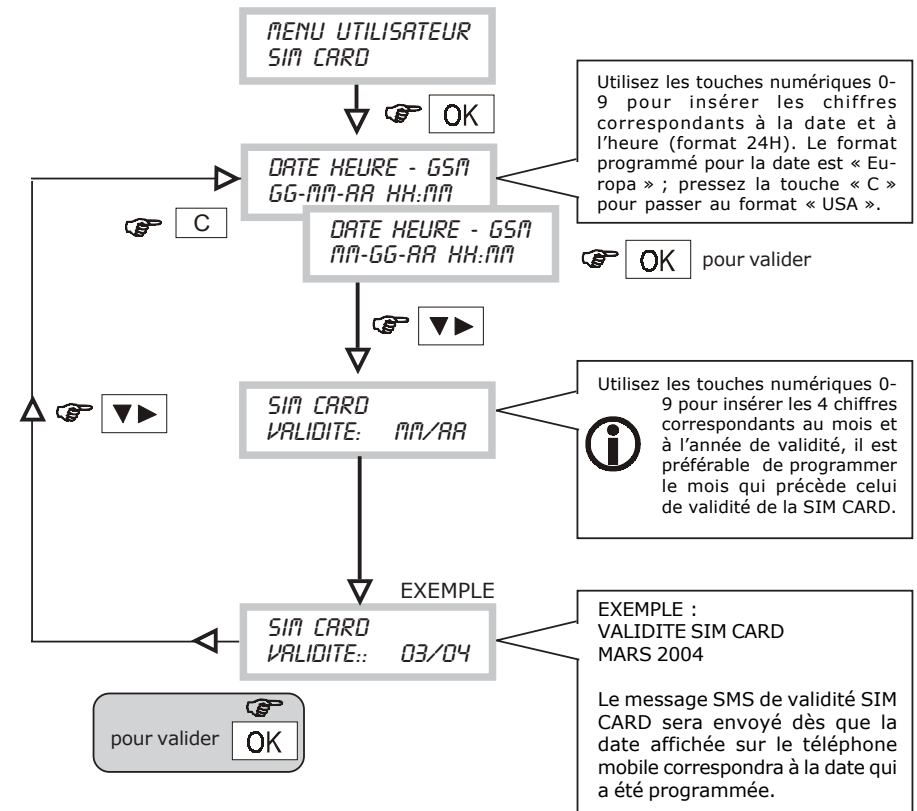 MENU UTILISATEUR
SIM CARD
OK
Utilisez les touches numériques 0-
9 pour insérer les chiffres
correspondants à la date et à
l'heure (format 24H). Le format
programmé pour la date est « Eu-
ropa » ; pressez la touche « C »
pour passer au format « USA ».
DATE HEURE - GSM
GG-MM-AA HH:MM
C
DATE HEURE - GSM
MM-GG-AA HH:MM
OK pour valider
▼►
▼►
SIM CARD
VALIDITE: MM/AA
Utilisez les touches numériques 0-
9 pour insérer les 4 chiffres
correspondants au mois et
à l'année de validité, il est
préférable de programmer
le mois qui précède celui
de validité de la SIM CARD.
i
EXEMPLE
SIM CARD
VALIDITE:: 03/04
EXEMPLE :
VALIDITE SIM CARD
MARS 2004
Le message SMS de validité SIM
CARD sera envoyé dès que la
date affichée sur le téléphone
mobile correspondra à la date qui
a été programmée.
pour valider OK